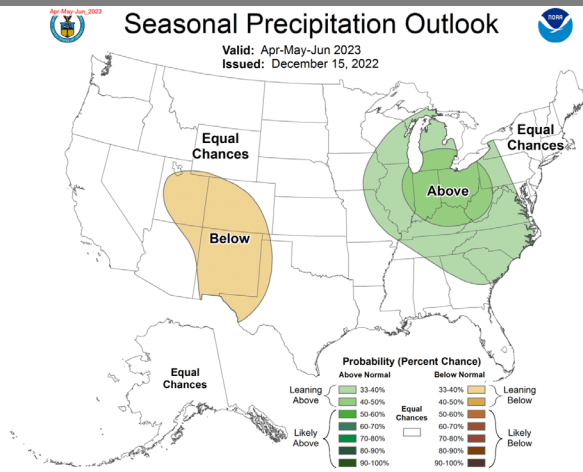 Apr-May-Jun_2023
Seasonal Precipitation Outlook
NOAA
Valid: Apr-May-Jun 2023
Issued: December 15, 2022
Equal
Chances
Equal
Chances
Above
Below
Equal
Chances
Probability (Percent Chance)
Above Normal
Below Normal
Leaning
Above
33-40%
40-50%
Likely
Above
50-60%
60-70%
70-80%
80-90%
90-100%
Equal
Chances
33-40%
40-50%
Leaning
Below
50-60%
60-70%
70-80%
80-90%
90-100%
Likely
Below